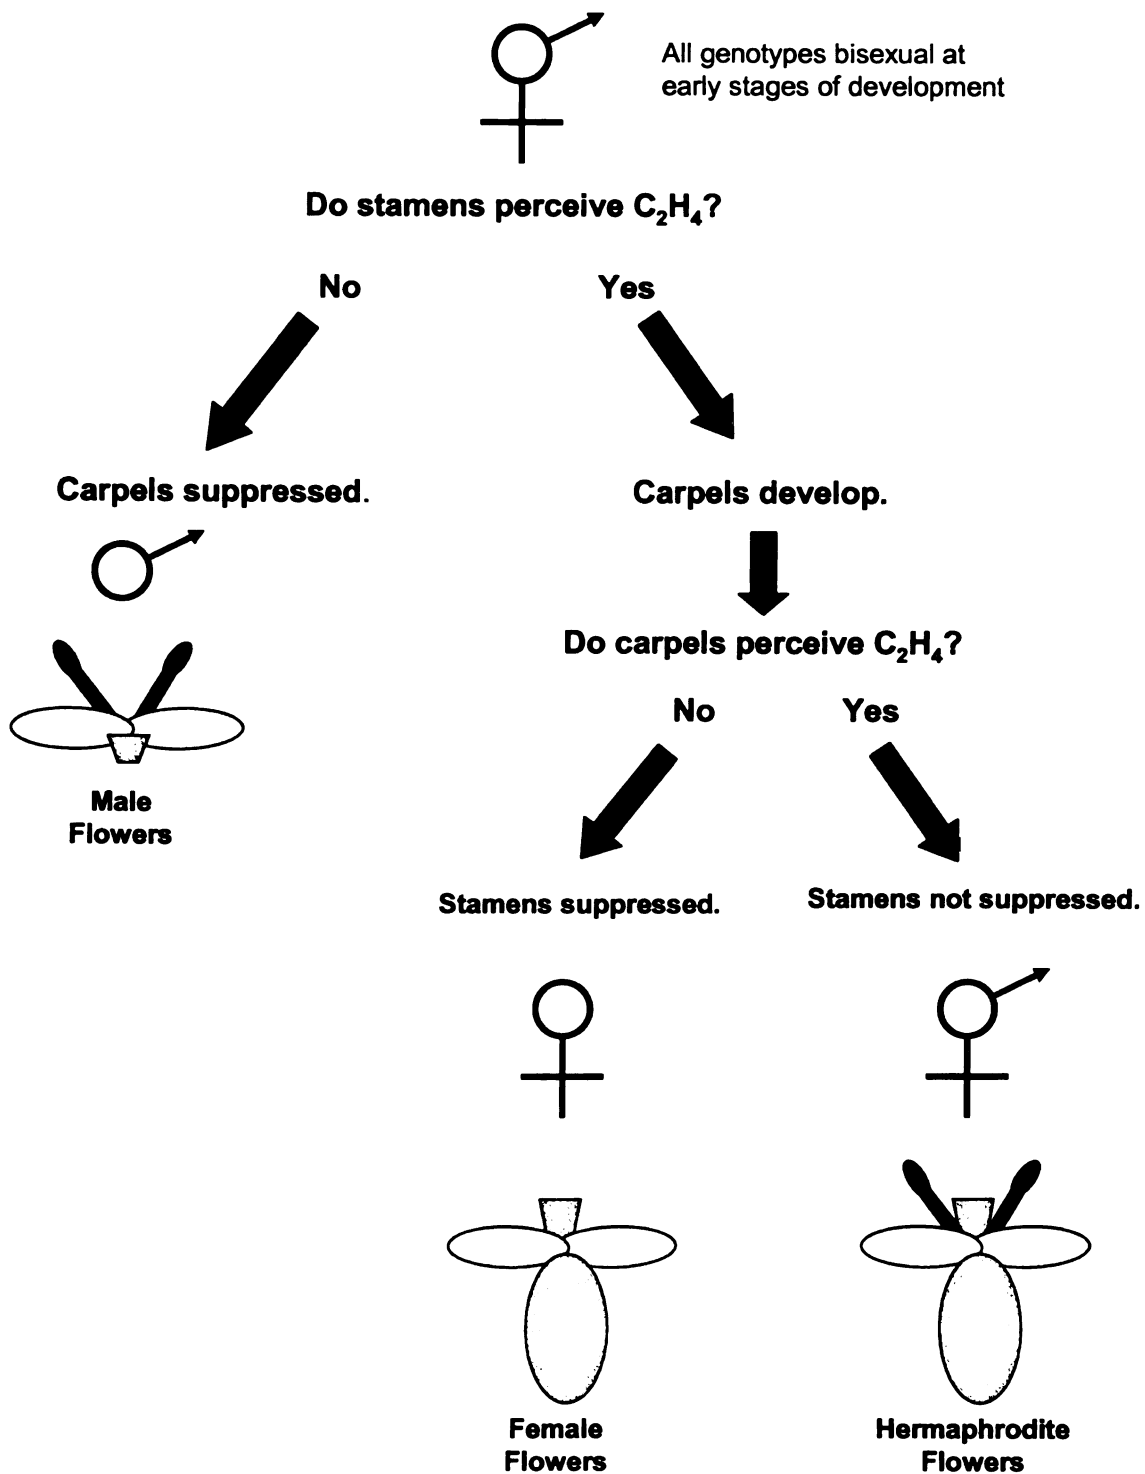 All genotypes bisexual at
early stages of development
Do stamens perceive C₂H₄?
No
Yes
Carpels suppressed.
Carpels develop.
Do carpels perceive C₂H₄?
No
Yes
Male
Flowers
Stamens suppressed.
Stamens not suppressed.
Female
Flowers
Hermaphrodite
Flowers